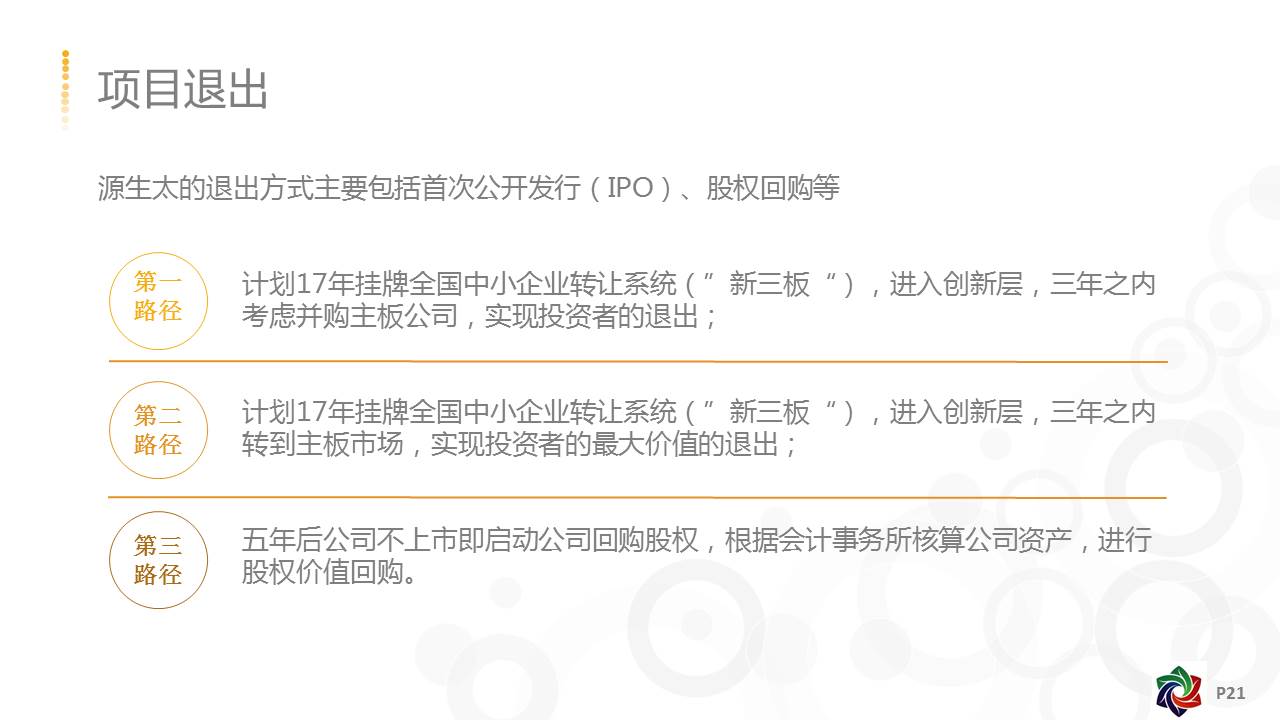 项目退出
源生太的退出方式主要包括首次公开发行（IPO）、股权回购等
第一
路径
计划17年挂牌全国中小企业转让系统（”新三板“），进入创新层，三年之内
考虑并购主板公司，实现投资者的退出；
第二
路径
计划17年挂牌全国中小企业转让系统（”新三板“），进入创新层，三年之内
转到主板市场，实现投资者的最大价值的退出；
第三
路径
五年后公司不上市即启动公司回购股权，根据会计事务所核算公司资产，进行
股权价值回购。
P21